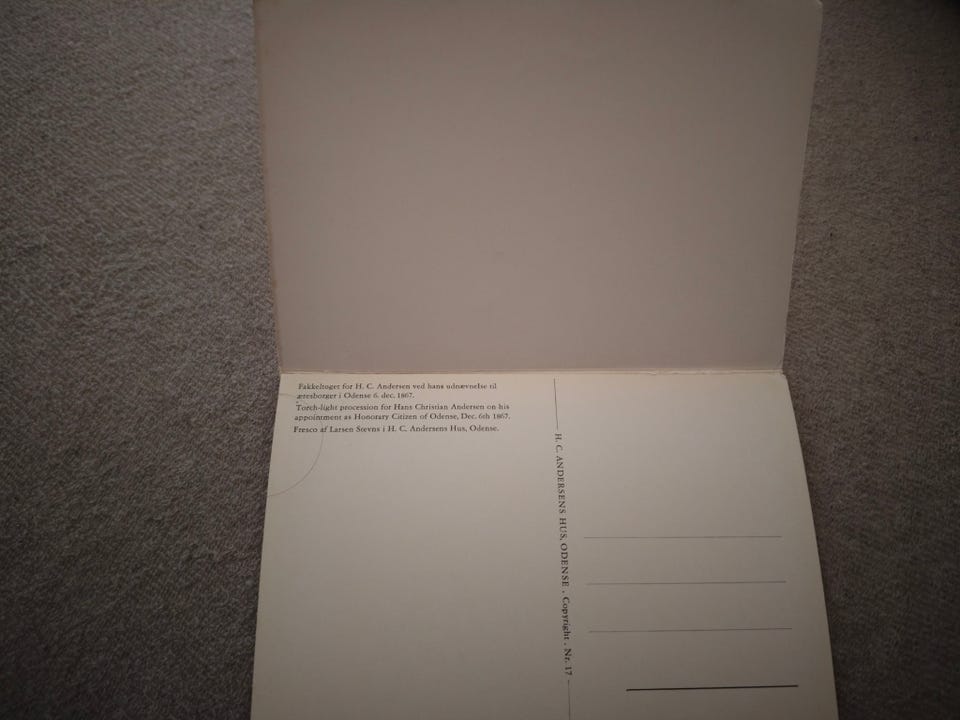 Fakkeltoget for H. C. Andersen ved hans udnævnelse til
æresborger i Odense 6. dec. 1867.
Torch-light procession for Hans Christian Andersen on his
appointment as Honorary Citizen of Odense, Dec. 6th 1867.
Fresco af Larsen Stevns i H. C. Andersens Hus, Odense.
H. C. ANDERSENS HUS, ODENSE . Copyright . Nr. 17